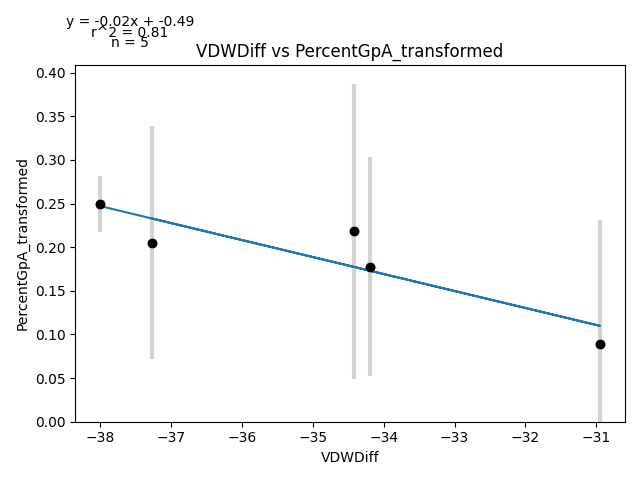 y = -0.02x + -0.49
r^2 = 0.81
n = 5
VDWDiff vs PercentGpA_transformed
0.40
0.35
0.30
0.25
0.20
0.15
0.10
0.05
0.00
PercentGpA_transformed
−38 −37 −36 −35 −34 −33 −32 −31
VDWDiff